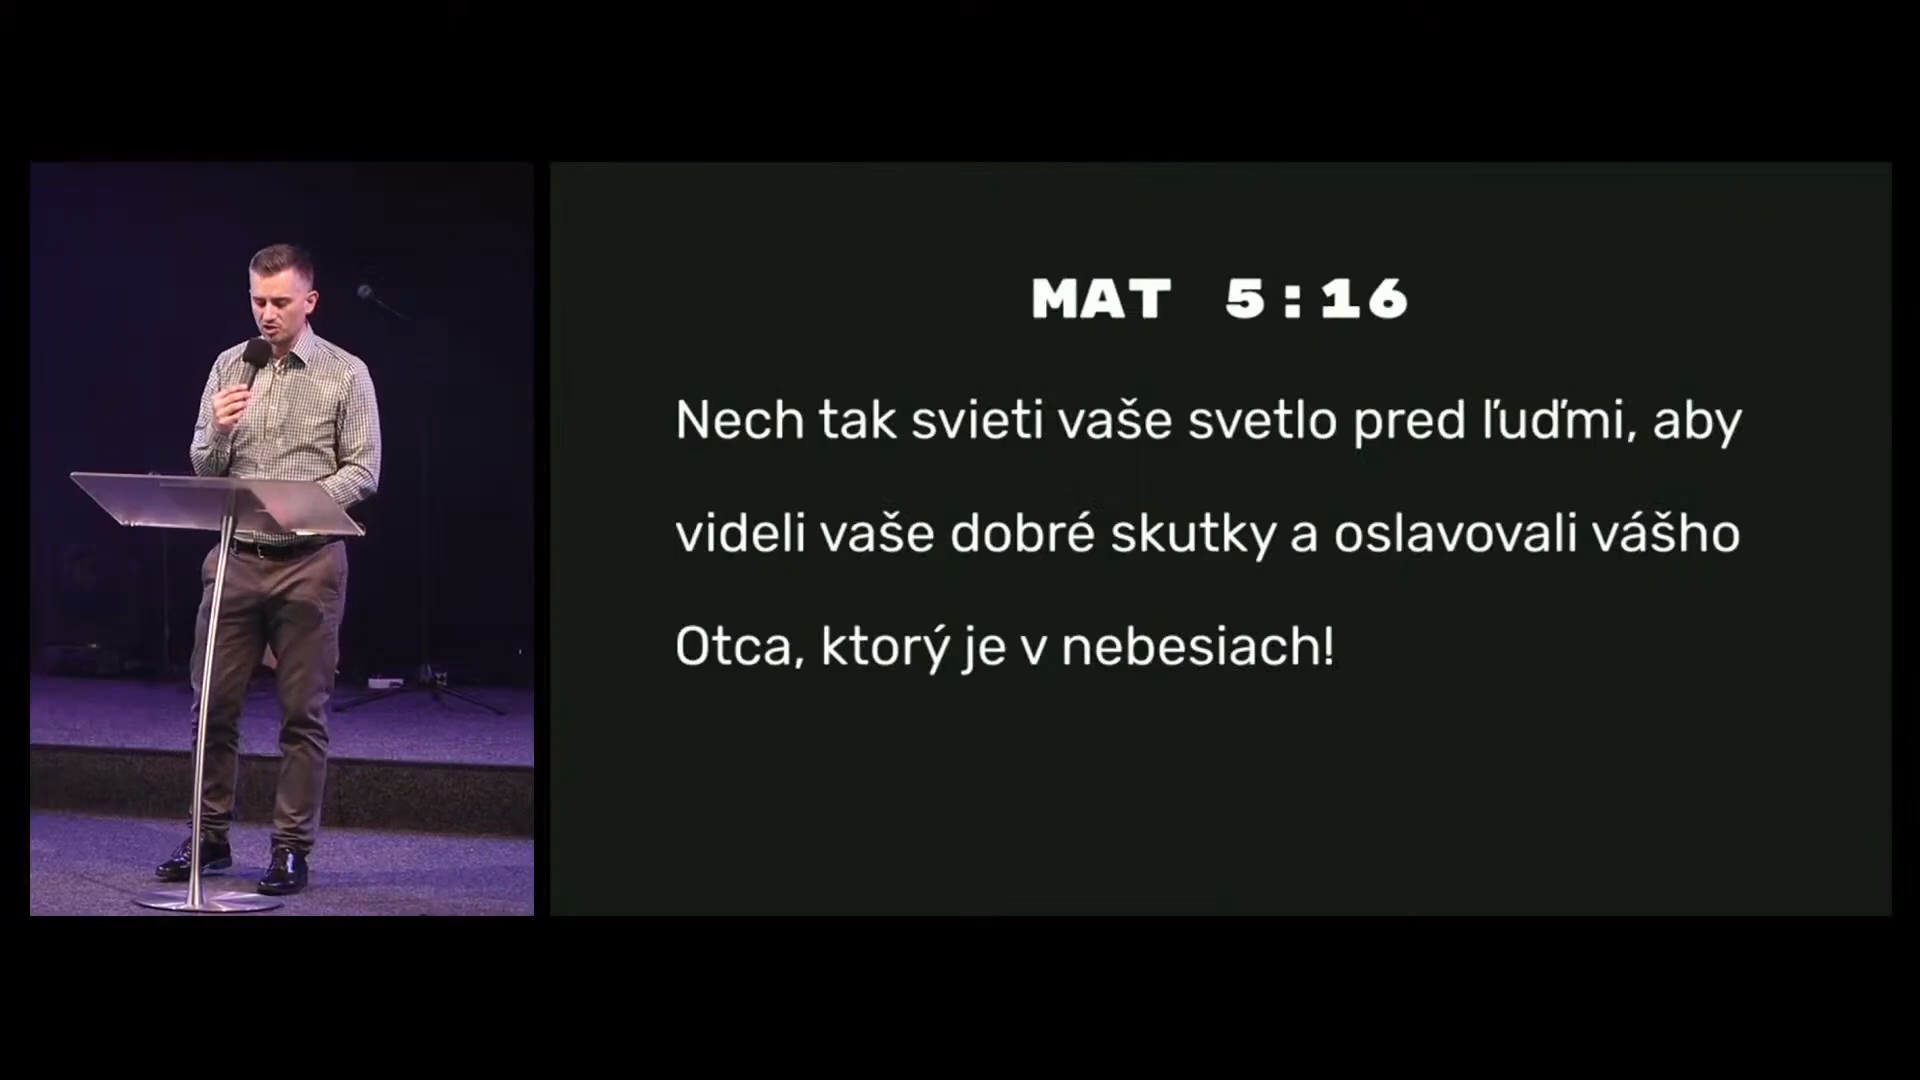 MAT 5:16
Nech tak svieti vaše svetlo pred ľuďmi, aby
videli vaše dobré skutky a oslavovali vášho
Otca, ktorý je v nebesiach!